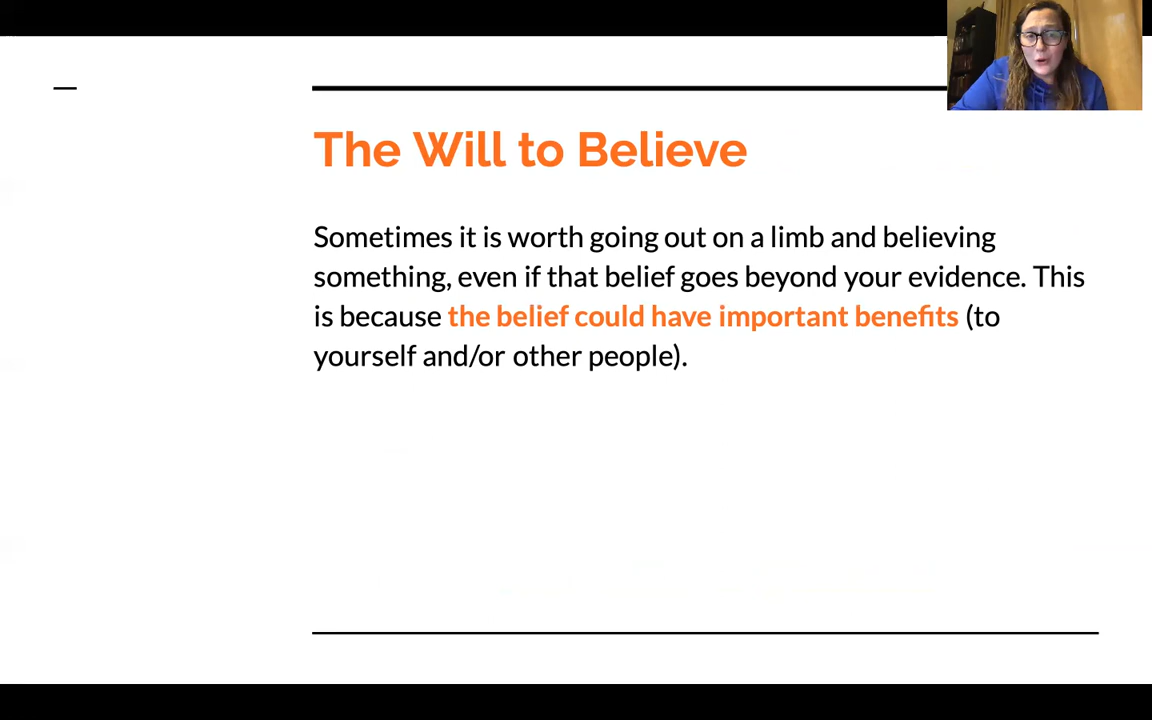 The Will to Believe
Sometimes it is worth going out on a limb and believing
something, even if that belief goes beyond your evidence. This
is because the belief could have important benefits (to
yourself and/or other people).